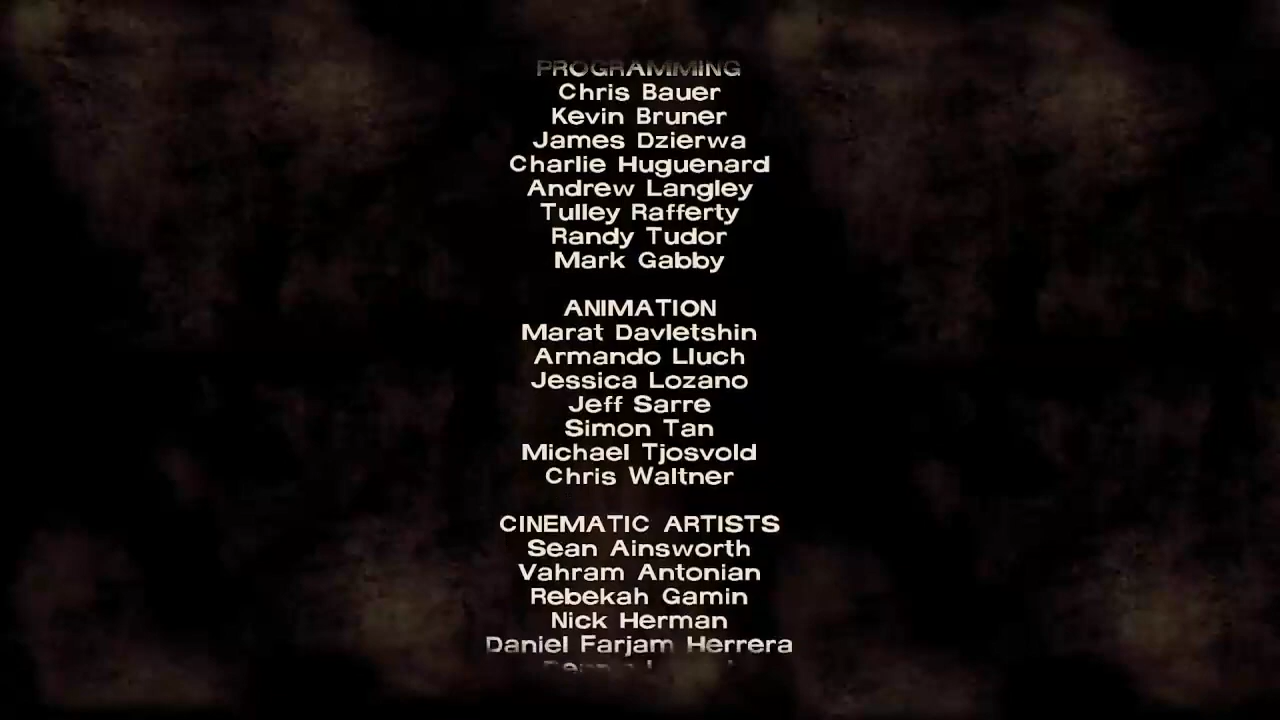 PROGRAMMING
Chris Bauer
Kevin Bruner
James Dzierwa
Charlie Huguenard
Andrew Langley
Tulley Rafferty
Randy Tudor
Mark Gabby
ANIMATION
Marat Davletshin
Armando Lluch
Jessica Lozano
Jeff Sarre
Simon Tan
Michael Tjosvold
Chris Waltner
CINEMATIC ARTISTS
Sean Ainsworth
Vahram Antonian
Rebekah Gamin
Nick Herman
Daniel Farjam Herrera